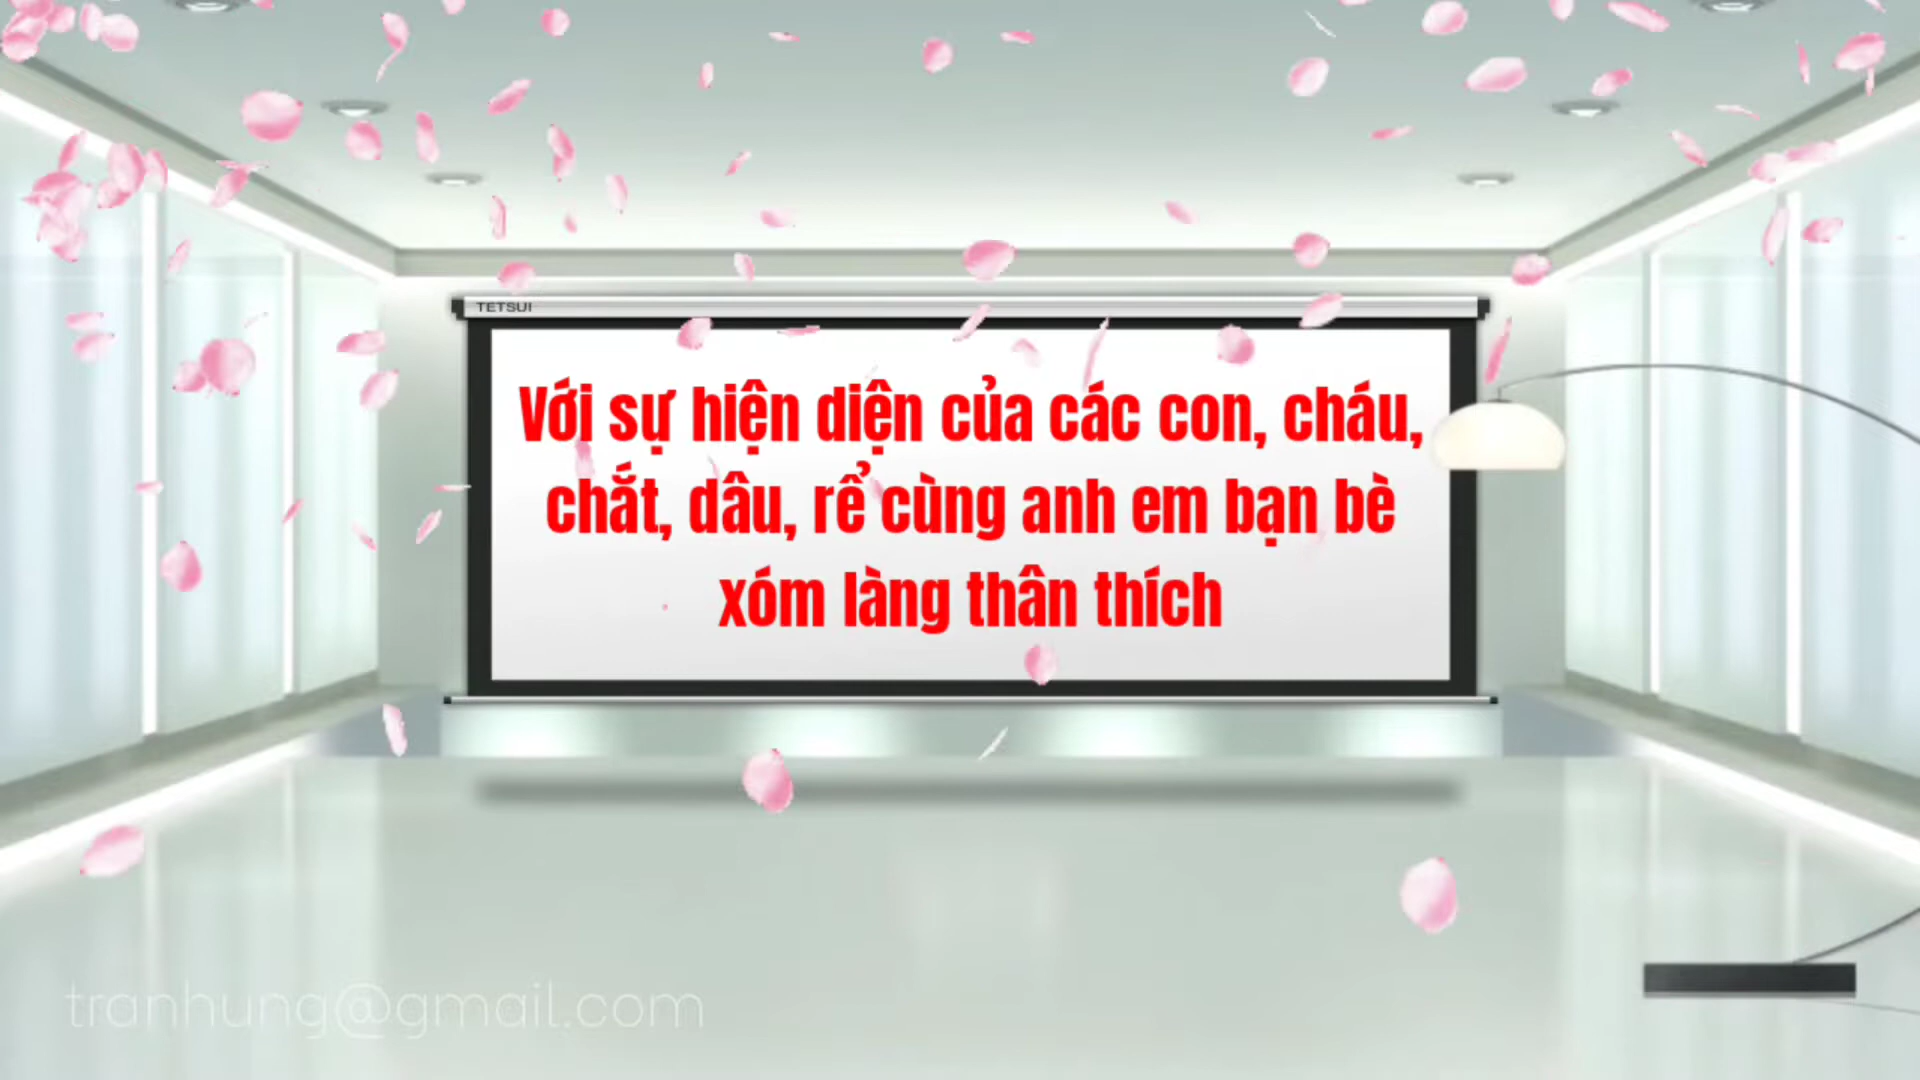 TETSUI
Với sự hiện diện của các con, cháu,
chắt, dâu, rể cùng anh em bạn bè
xóm làng thân thích
tranhung@gmail.com